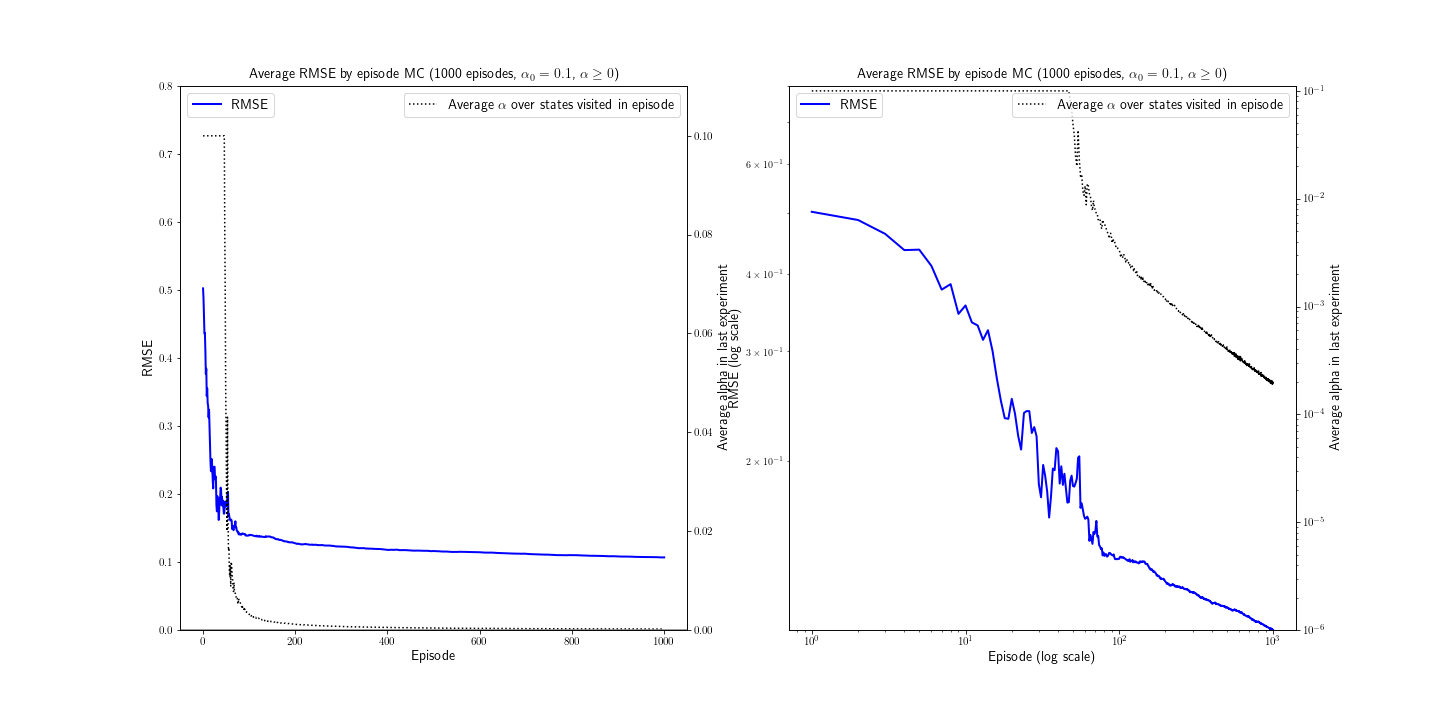 Average RMSE by episode MC (1000 episodes, α₀ = 0.1, α ≥ 0)
RMSE
Average α over states visited in episode
0.8
0.7
0.6
0.5
0.4
0.3
0.2
0.1
0.0
RMSE
0.10
0.08
0.06
0.04
0.02
0.00
Average alpha in last experiment
0
200
400
600
800
1000
Episode
Average RMSE by episode MC (1000 episodes, α₀ = 0.1, α ≥ 0)
RMSE
Average α over states visited in episode
6 × 10⁻¹
4 × 10⁻¹
3 × 10⁻¹
2 × 10⁻¹
RMSE (log scale)
10⁻¹
10⁻²
10⁻³
10⁻⁴
10⁻⁵
10⁻⁶
Average alpha in last experiment
10⁰
10¹
10²
10³
Episode (log scale)